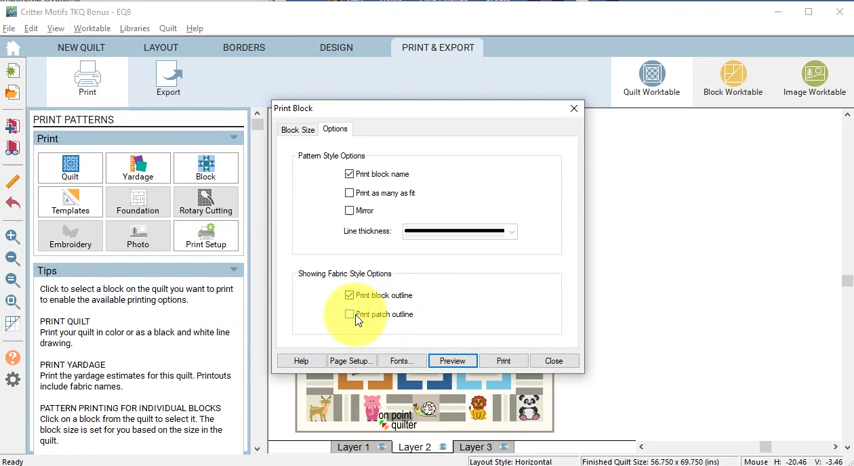 Critter Motifs TKQ Bonus - EQ8
File Edit View Worktable Libraries Quilt Help
NEW QUILT LAYOUT BORDERS DESIGN PRINT & EXPORT
Print Export Quilt Worktable Block Worktable Image Worktable
PRINT PATTERNS
Print
Quilt Yardage Block
Templates Foundation Rotary Cutting
Embroidery Photo Print Setup
Tips
Click to select a block on the quilt you want to print
to enable the available printing options.
PRINT QUILT
Print your quilt in color or as a black and white line
drawing.
PRINT YARDAGE
Print the yardage estimates for this quilt. Printouts
include fabric names.
PATTERN PRINTING FOR INDIVIDUAL BLOCKS
Click on a block from the quilt to select it. The
block size is set for you based on the size in the
quilt.
Print Block
Block Size Options
Pattern Style Options
Print block name
Print as many as fit
Mirror
Line thickness:
Showing Fabric Style Options
Print block outline
Print patch outline
Help Page Setup... Fonts... Preview Print Close
on point
quilter
Layer 1 Layer 2 Layer 3
Ready Layout Style: Horizontal Finished Quilt Size: 56.750 x 69.750 (ins) Mouse H: -20.46 V: -3.46